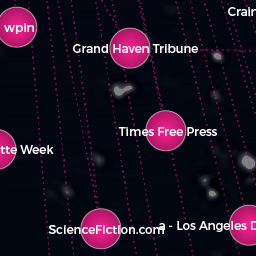 Crain
wpln
Grand Haven Tribune
Times Free Press
tte Week
ScienceFiction.com
a - Los Angeles D